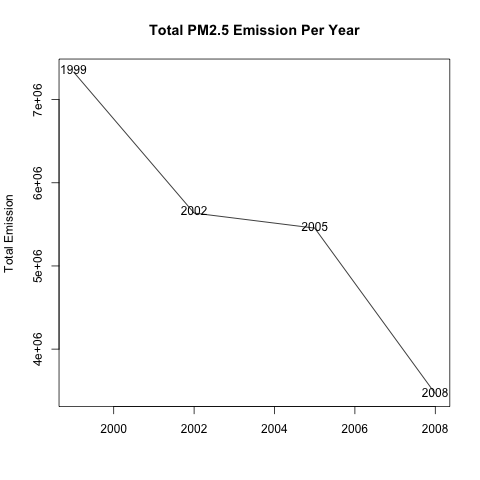 Total PM2.5 Emission Per Year
Total Emission
7e+06
6e+06
5e+06
4e+06
1999
2002
2005
2008
2000 2002 2004 2006 2008